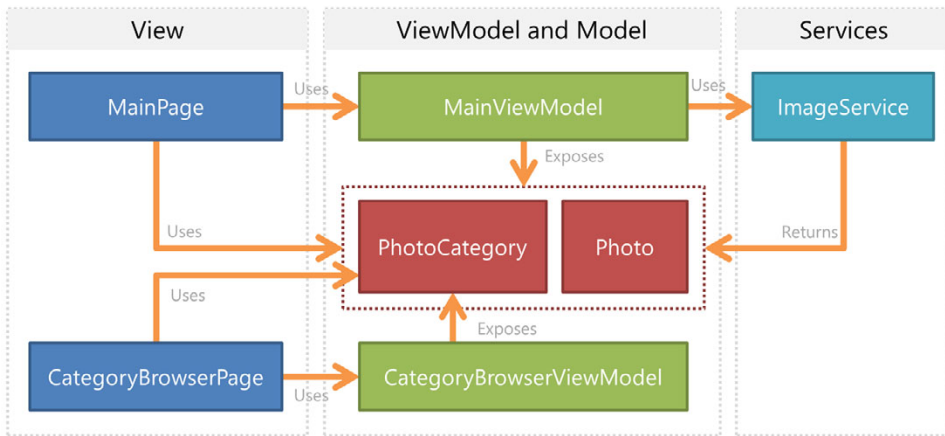 View
ViewModel and Model
Services
MainPage
Uses
MainViewModel
Uses
ImageService
Exposes
Uses
PhotoCategory
Photo
Returns
Uses
Exposes
CategoryBrowserPage
Uses
CategoryBrowserViewModel